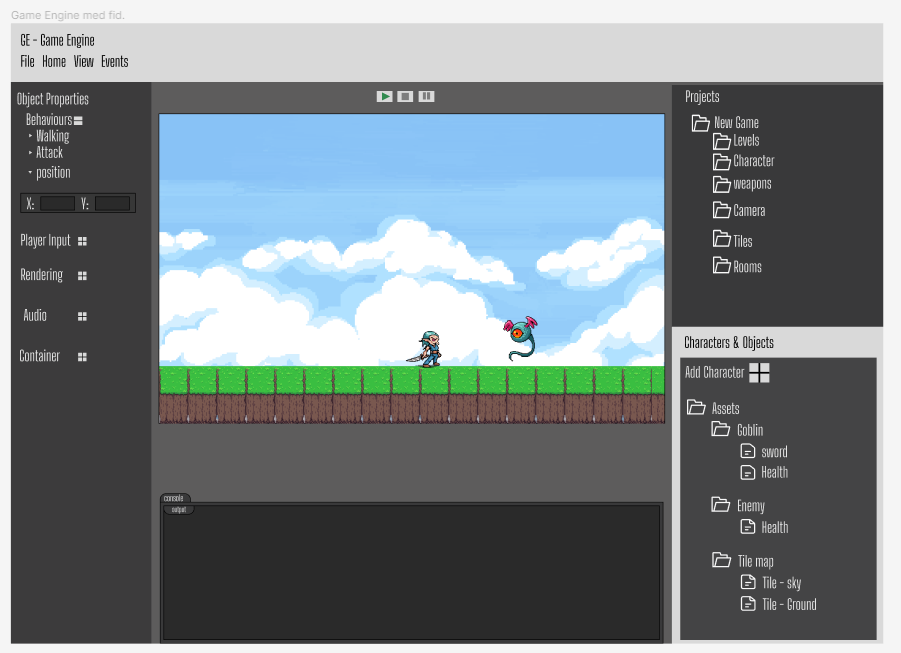 Game Engine med fid.
GE - Game Engine
File Home View Events
Object Properties
Behaviours
Walking
Attack
position
X: Y:
Player Input
Rendering
Audio
Container
console
output
Projects
New Game
Levels
Character
weapons
Camera
Tiles
Rooms
Characters & Objects
Add Character
Assets
Goblin
sword
Health
Enemy
Health
Tile map
Tile - sky
Tile - Ground